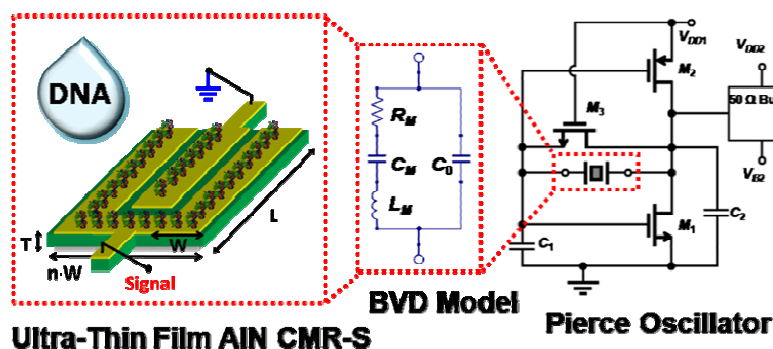 DNA
T
n·W
W
L
Signal
Ultra-Thin Film AlN CMR-S
R_M
C_M
L_M
C_0
BVD Model
V_DD1
M_2
M_3
V_DD2
50 Ω Bu
V_B2
M_1
C_1
C_2
Pierce Oscillator